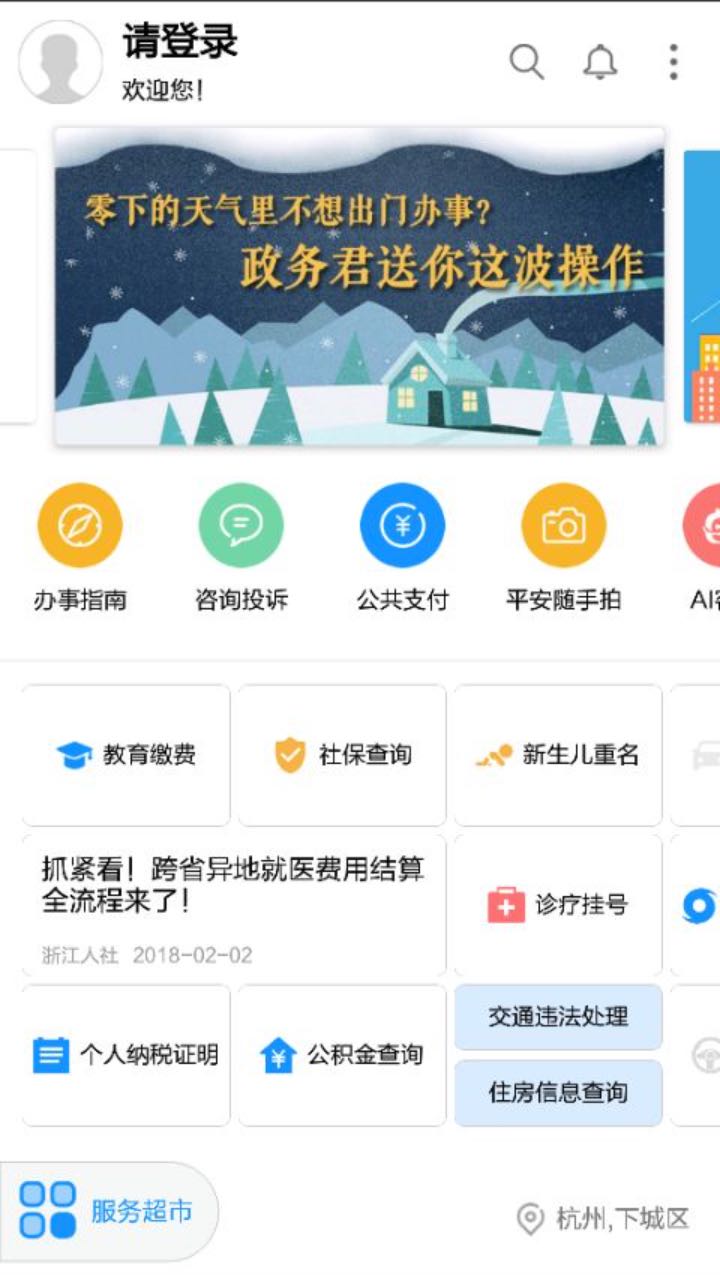 请登录
欢迎您!
零下的天气里不想出门办事?
政务君送你这波操作
办事指南
咨询投诉
公共支付
平安随手拍
AI
教育缴费
社保查询
新生儿重名
抓紧看!跨省异地就医费用结算
全流程来了!
浙江人社 2018-02-02
诊疗挂号
个人纳税证明
公积金查询
交通违法处理
住房信息查询
服务超市
杭州,下城区